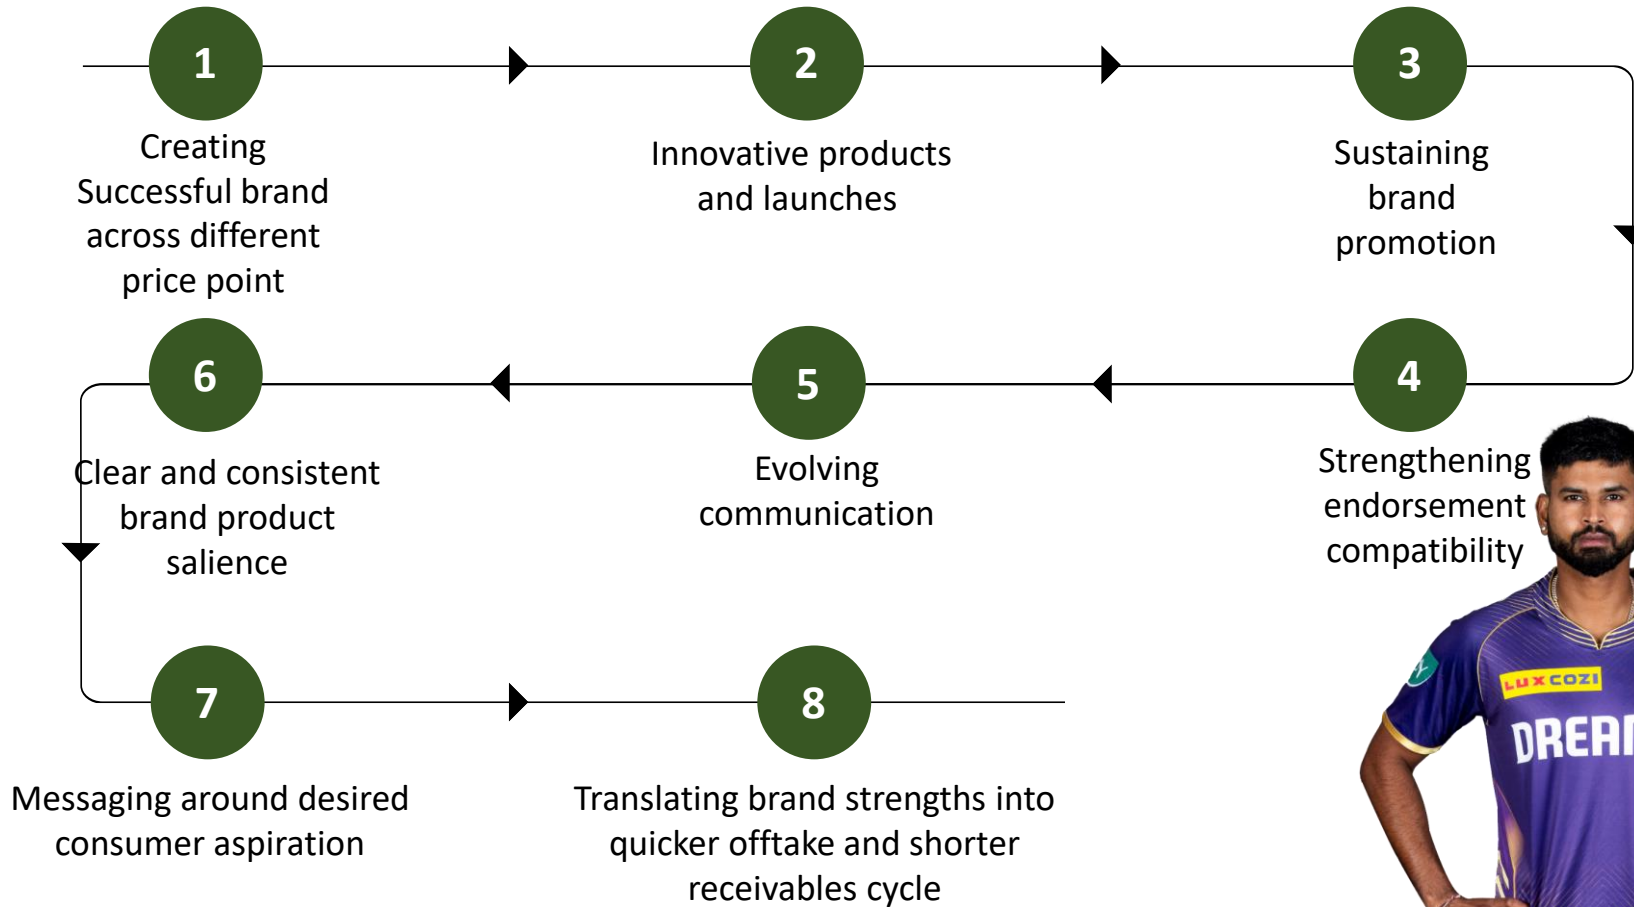 1
Creating
Successful brand
across different
price point
2
Innovative products
and launches
3
Sustaining
brand
promotion
4
Strengthening
endorsement
compatibility
5
Evolving
communication
6
Clear and consistent
brand product
salience
7
Messaging around desired
consumer aspiration
8
Translating brand strengths into
quicker offtake and shorter
receivables cycle
LUX COZI